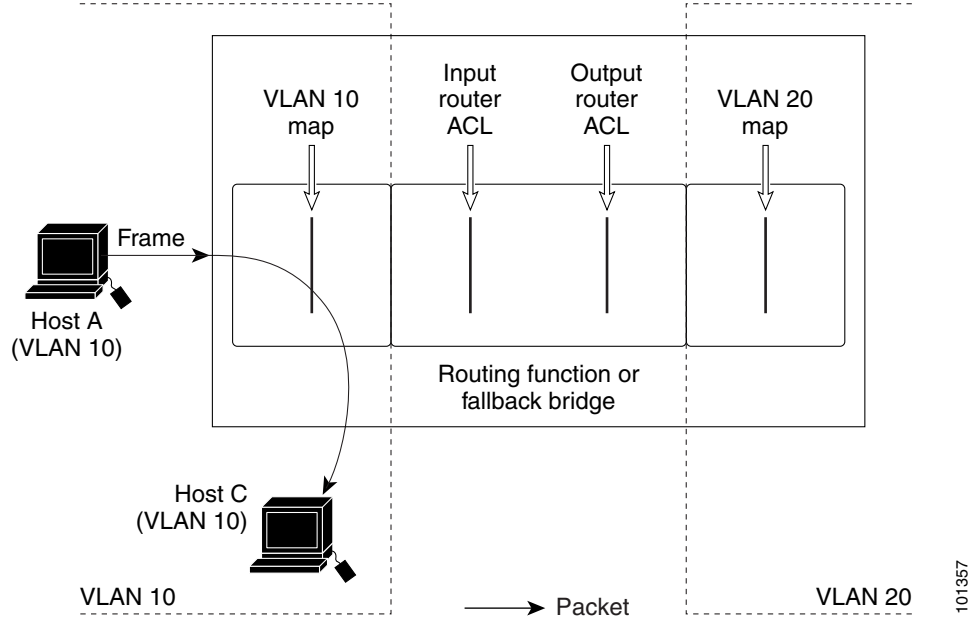 VLAN 10
map
Input
router
ACL
Output
router
ACL
VLAN 20
map
Frame
Host A
(VLAN 10)
Routing function or
fallback bridge
Host C
(VLAN 10)
VLAN 10
Packet
VLAN 20
101357